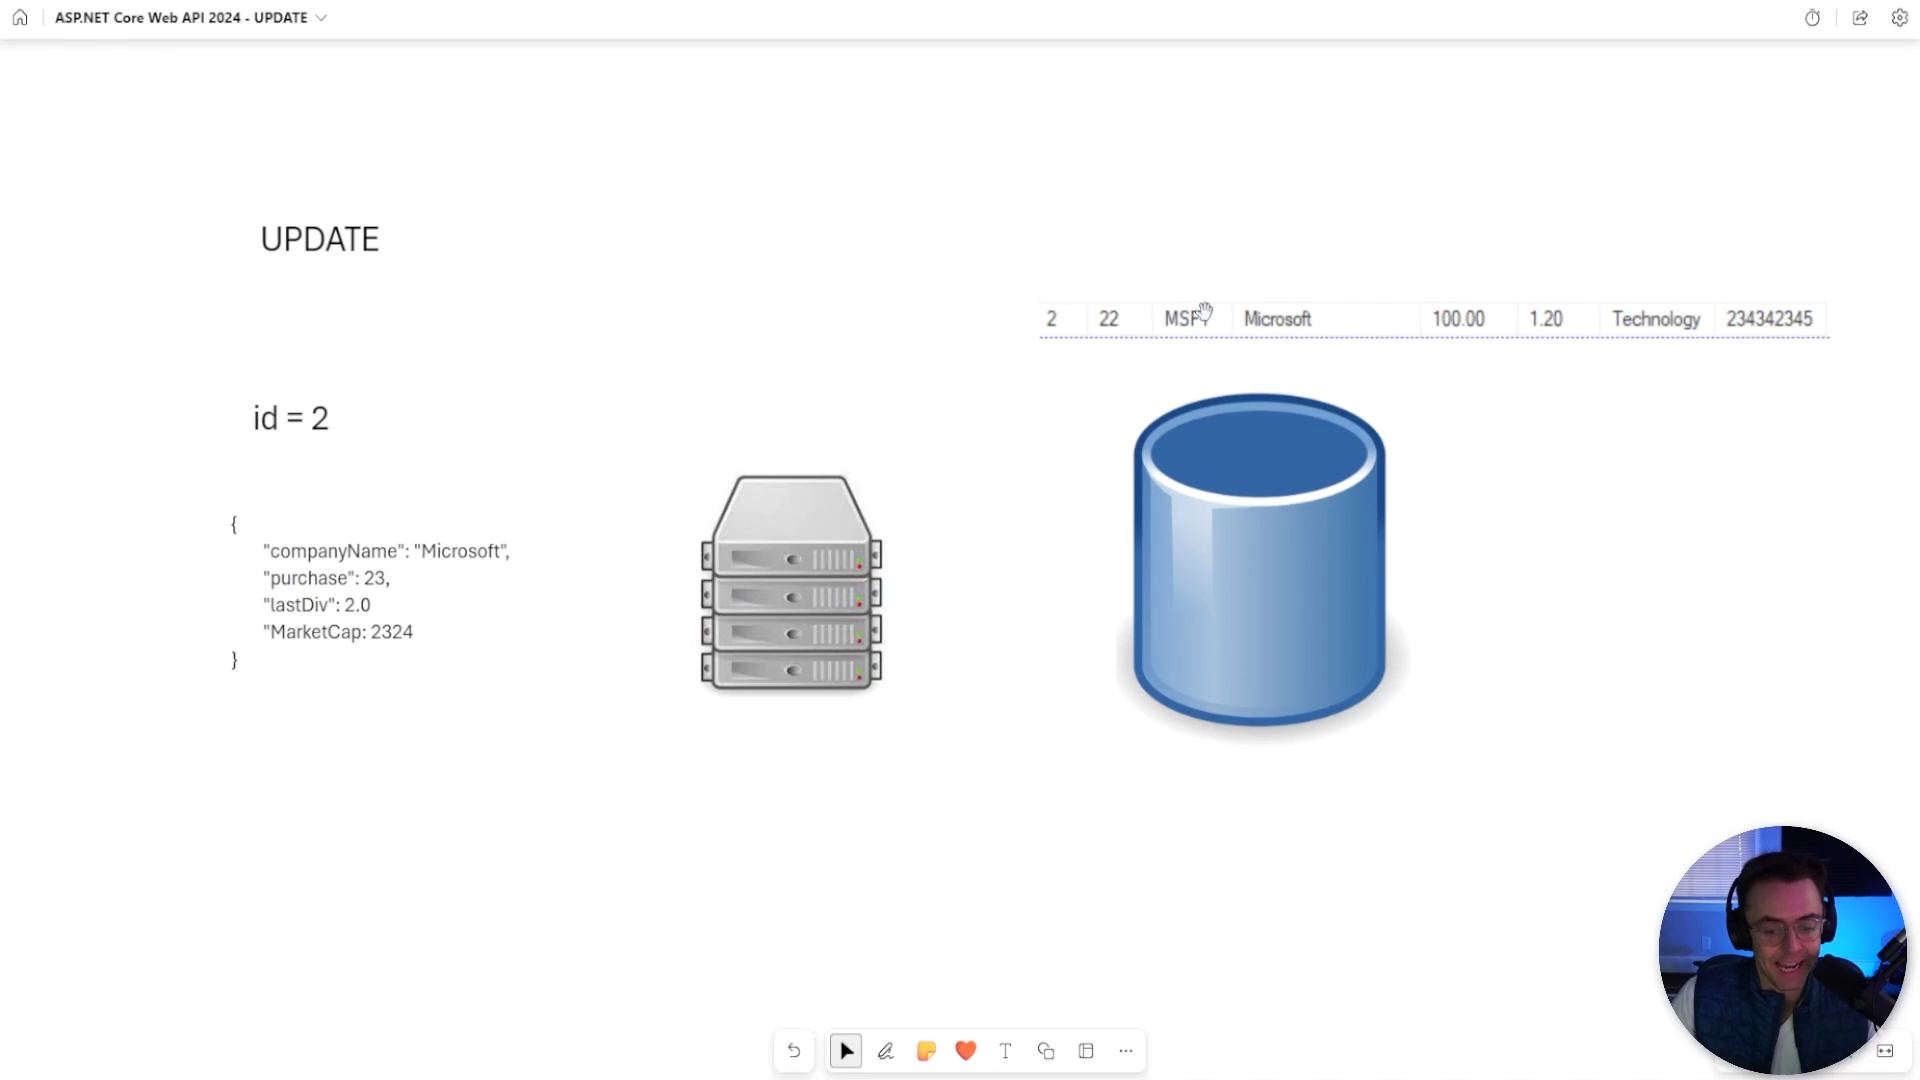 ASP.NET Core Web API 2024 - UPDATE
UPDATE
2 22 Microsoft 100.00 1.20 Technology 234342345
id = 2
{
"companyName": "Microsoft",
"purchase": 23,
"lastDiv": 2.0
"MarketCap: 2324
}
T